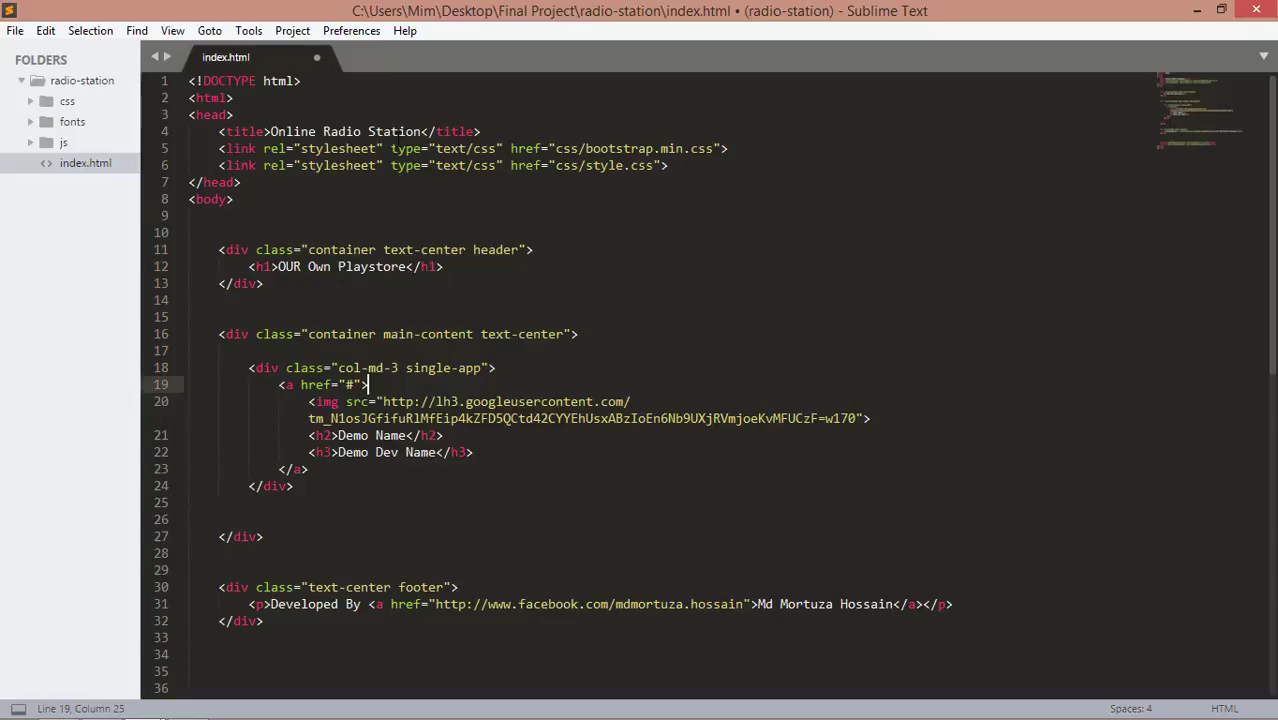 C:\Users\Mim\Desktop\Final Project\radio-station\index.html • (radio-station) - Sublime Text
File Edit Selection Find View Goto Tools Project Preferences Help
FOLDERS
radio-station
css
fonts
js
<> index.html
index.html
1 <!DOCTYPE html>
2 <html>
3 <head>
4 <title>Online Radio Station</title>
5 <link rel="stylesheet" type="text/css" href="css/bootstrap.min.css">
6 <link rel="stylesheet" type="text/css" href="css/style.css">
7 </head>
8 <body>
9
10
11 <div class="container text-center header">
12 <h1>OUR Own Playstore</h1>
13 </div>
14
15
16 <div class="container main-content text-center">
17
18 <div class="col-md-3 single-app">
19 <a href="#">
20 <img src="http://lh3.googleusercontent.com/
tm_N1osJGfifuRlMfEip4kZFD5QCtd42CYYEhUsxABzIoEn6Nb9UXjRVmjoeKvMFUCzF=w170">
21 <h2>Demo Name</h2>
22 <h3>Demo Dev Name</h3>
23 </a>
24 </div>
25
26
27 </div>
28
29
30 <div class="text-center footer">
31 <p>Developed By <a href="http://www.facebook.com/mdmortuza.hossain">Md Mortuza Hossain</a></p>
32 </div>
33
34
35
36
Line 19, Column 25
Spaces: 4
HTML